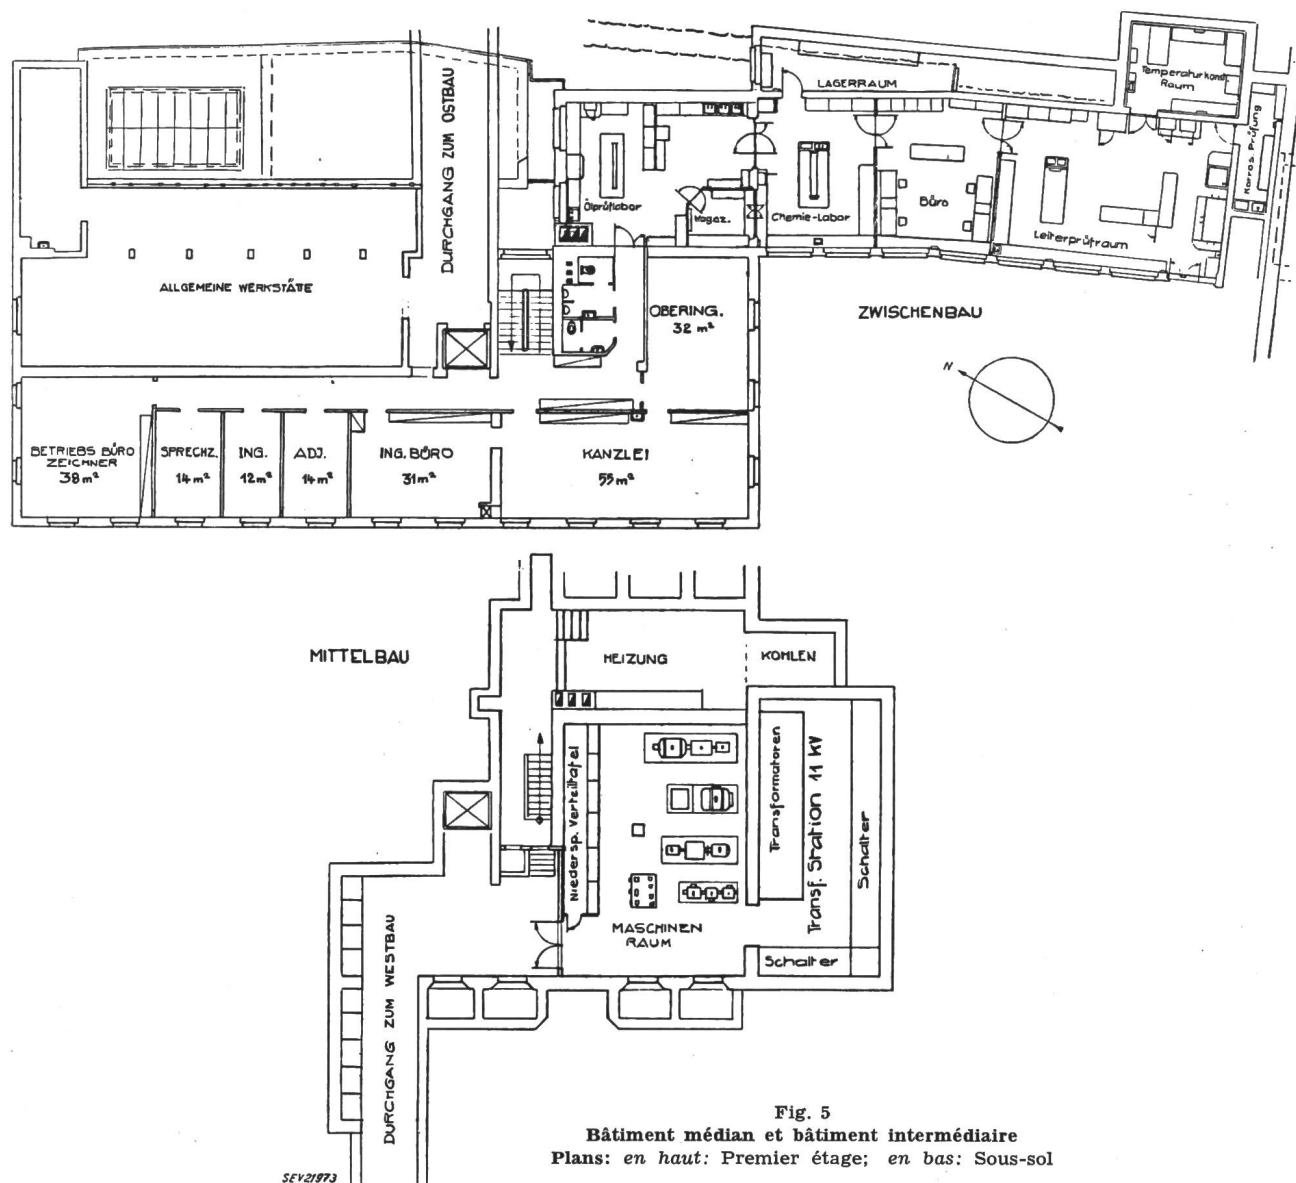 DURCHGANG ZUM OSTBAU
LAGERRAUM
Temperaturkonst.
Raum
Korros. Prüfung
Ölprüflabor
Magaz.
Chemie-Labor
Büro
Leiterprüfraum
ALLGEMEINE WERKSTÄTTE
OBERING.
32 m²
ZWISCHENBAU
N
BETRIEBS BÜRO
ZEICHNER
38 m²
SPRECHZ.
14 m²
ING.
12 m²
ADJ.
14 m²
ING. BÜRO
31 m²
KANZLEI
55 m²
MITTELBAU
HEIZUNG
KOHLEN
Niedersp. Verteiltafel
Transformatoren
Transf. Station 11 KV
Schalter
MASCHINEN
RAUM
Schalter
DURCHGANG ZUM WESTBAU
SEV21973
Fig. 5
Bâtiment médian et bâtiment intermédiaire
Plans: en haut: Premier étage; en bas: Sous-sol